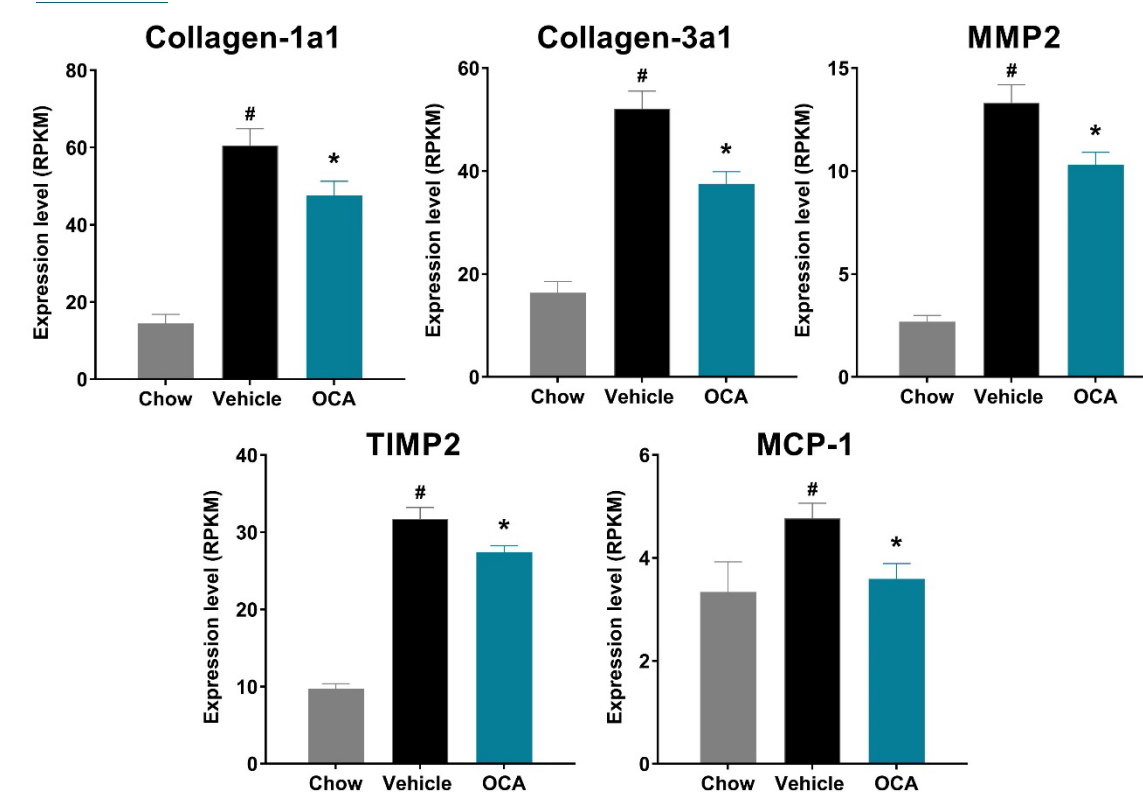 Collagen-1a1
Expression level (RPKM)
80
60
40
20
0
#
*
Chow Vehicle OCA
Collagen-3a1
Expression level (RPKM)
60
40
20
0
#
*
Chow Vehicle OCA
MMP2
Expression level (RPKM)
15
10
5
0
#
*
Chow Vehicle OCA
TIMP2
Expression level (RPKM)
40
30
20
10
0
#
*
Chow Vehicle OCA
MCP-1
Expression level (RPKM)
6
4
2
0
#
*
Chow Vehicle OCA